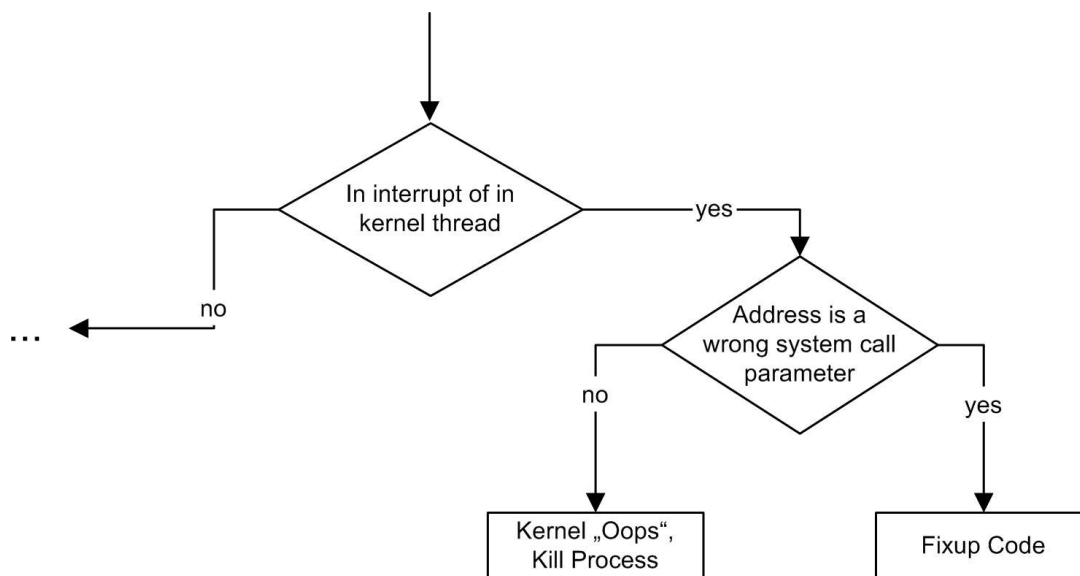 In interrupt of in
kernel thread
yes
no
...
Address is a
wrong system call
parameter
no
yes
Kernel „Oops“,
Kill Process
Fixup Code